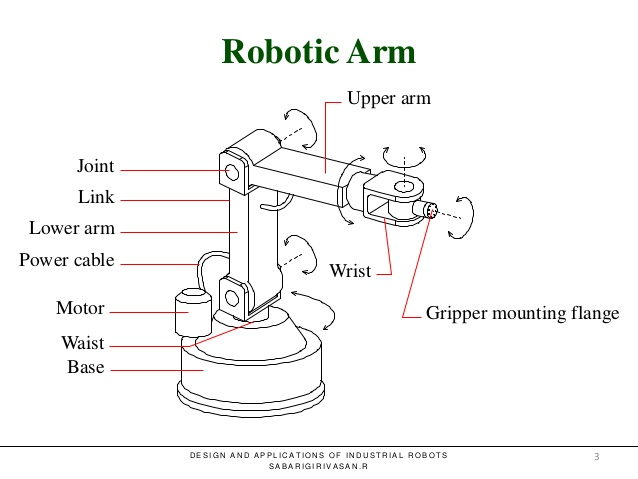 Robotic Arm
Upper arm
Joint
Link
Lower arm
Power cable
Wrist
Motor
Gripper mounting flange
Waist
Base
DESIGN AND APPLICATIONS OF INDUSTRIAL ROBOTS
SABARIGIRIVASAN.R
3